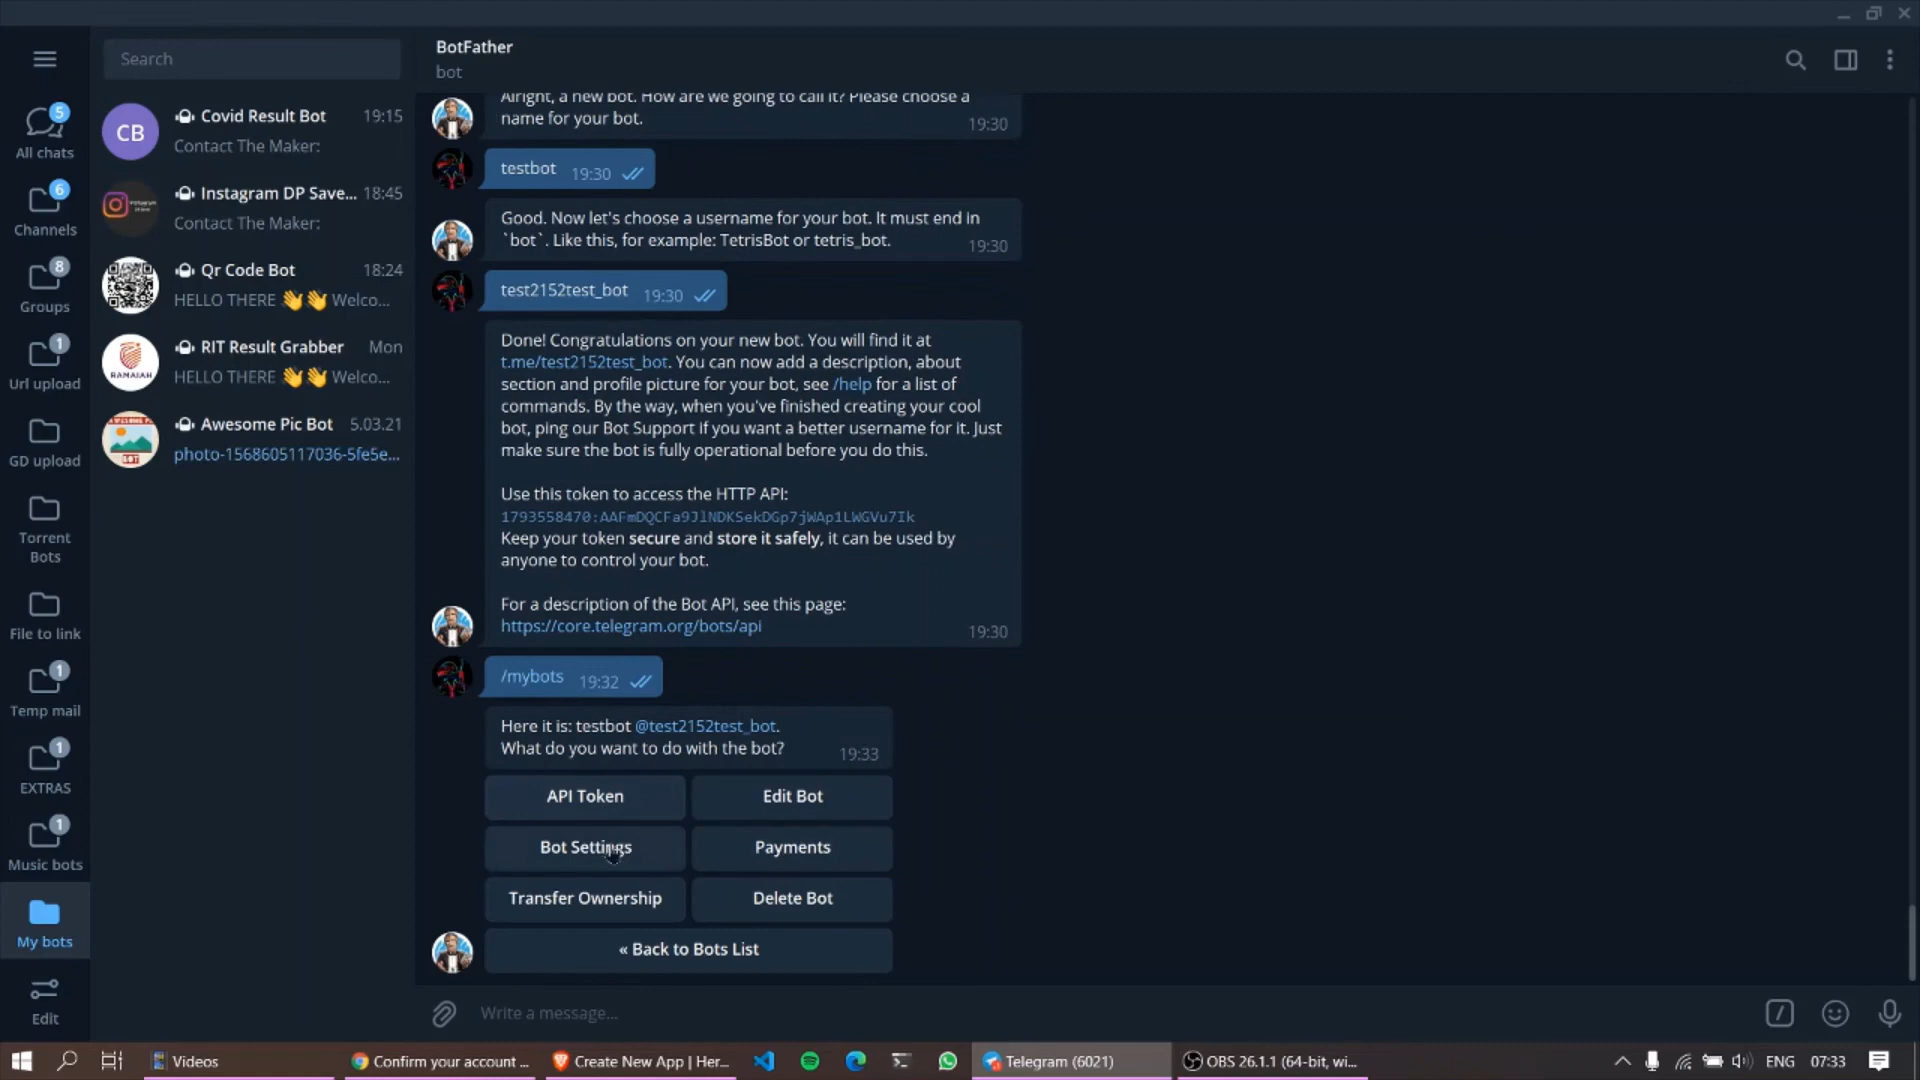 Search
BotFather
bot
All chats
5
Channels
6
Groups
8
Url upload
1
GD upload
Torrent
Bots
File to link
Temp mail
1
EXTRAS
1
Music bots
1
My bots
Edit
CB
Covid Result Bot 19:15
Contact The Maker:
Instagram DP Save... 18:45
Contact The Maker:
Qr Code Bot 18:24
HELLO THERE 👋👋 Welco...
RAMAIAH
RIT Result Grabber Mon
HELLO THERE 👋👋 Welco...
Awesome Pic Bot 5.03.21
photo-1568605117036-5fe5e...
Alright, a new bot. How are we going to call it? Please choose a
name for your bot. 19:30
testbot 19:30
Good. Now let's choose a username for your bot. It must end in
`bot`. Like this, for example: TetrisBot or tetris_bot. 19:30
test2152test_bot 19:30
Done! Congratulations on your new bot. You will find it at
t.me/test2152test_bot. You can now add a description, about
section and profile picture for your bot, see /help for a list of
commands. By the way, when you've finished creating your cool
bot, ping our Bot Support if you want a better username for it. Just
make sure the bot is fully operational before you do this.
Use this token to access the HTTP API:
1793558470:AAFmDQCFa9JlNDKSekDGp7jWAp1LWGVu7Ik
Keep your token secure and store it safely, it can be used by
anyone to control your bot.
For a description of the Bot API, see this page:
https://core.telegram.org/bots/api 19:30
/mybots 19:32
Here it is: testbot @test2152test_bot.
What do you want to do with the bot? 19:33
API Token Edit Bot
Bot Settings Payments
Transfer Ownership Delete Bot
« Back to Bots List
Write a message...
Videos Confirm your account ... Create New App | Her... Telegram (6021) OBS 26.1.1 (64-bit, wi... ENG 07:33